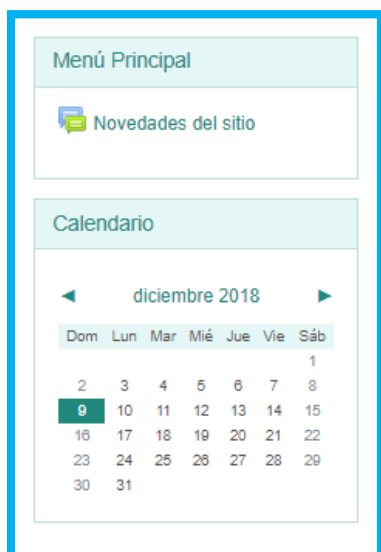 Menú Principal
Novedades del sitio
Calendario
◄ diciembre 2018 ►
Dom Lun Mar Mié Jue Vie Sáb
1
2 3 4 5 6 7 8
9 10 11 12 13 14 15
16 17 18 19 20 21 22
23 24 25 26 27 28 29
30 31